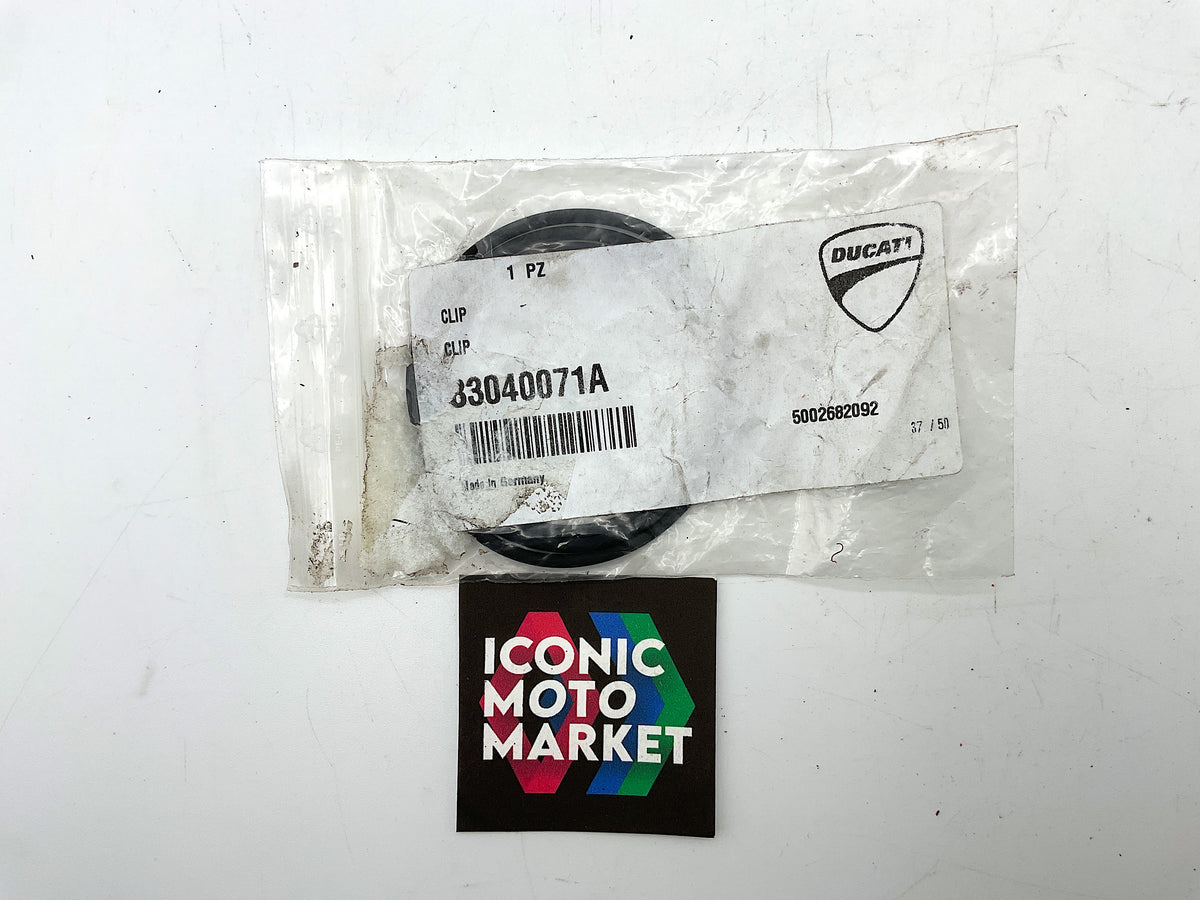 1 PZ
DUCATI
CLIP
CLIP
83040071A
5002682092
37 / 50
Made in Germany
ICONIC
MOTO
MARKET